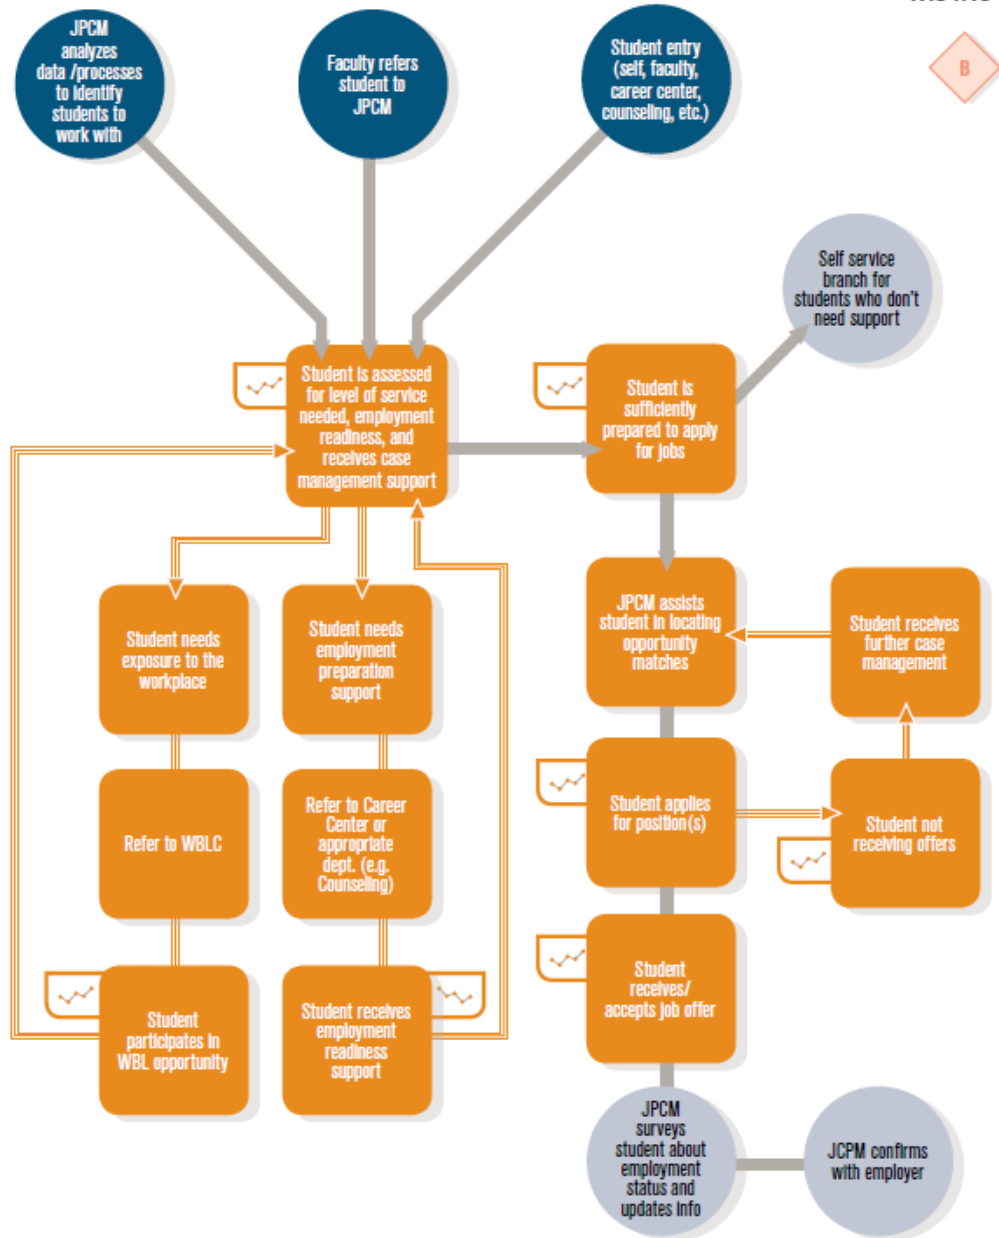 JPCM
analyzes
data /processes
to identify
students to
work with
Faculty refers
student to
JPCM
Student entry
(self, faculty,
career center,
counseling, etc.)
B
Self service
branch for
students who don't
need support
Student is assessed
for level of service
needed, employment
readiness, and
receives case
management support
Student is
sufficiently
prepared to apply
for jobs
Student needs
exposure to the
workplace
Student needs
employment
preparation
support
JPCM assists
student in locating
opportunity
matches
Student receives
further case
management
Refer to WBLC
Refer to Career
Center or
appropriate
dept. (e.g.
Counseling)
Student applies
for position(s)
Student not
receiving offers
Student
participates in
WBL opportunity
Student receives
employment
readiness
support
Student
receives/
accepts job offer
JPCM
surveys
student about
employment
status and
updates info
JCPM confirms
with employer